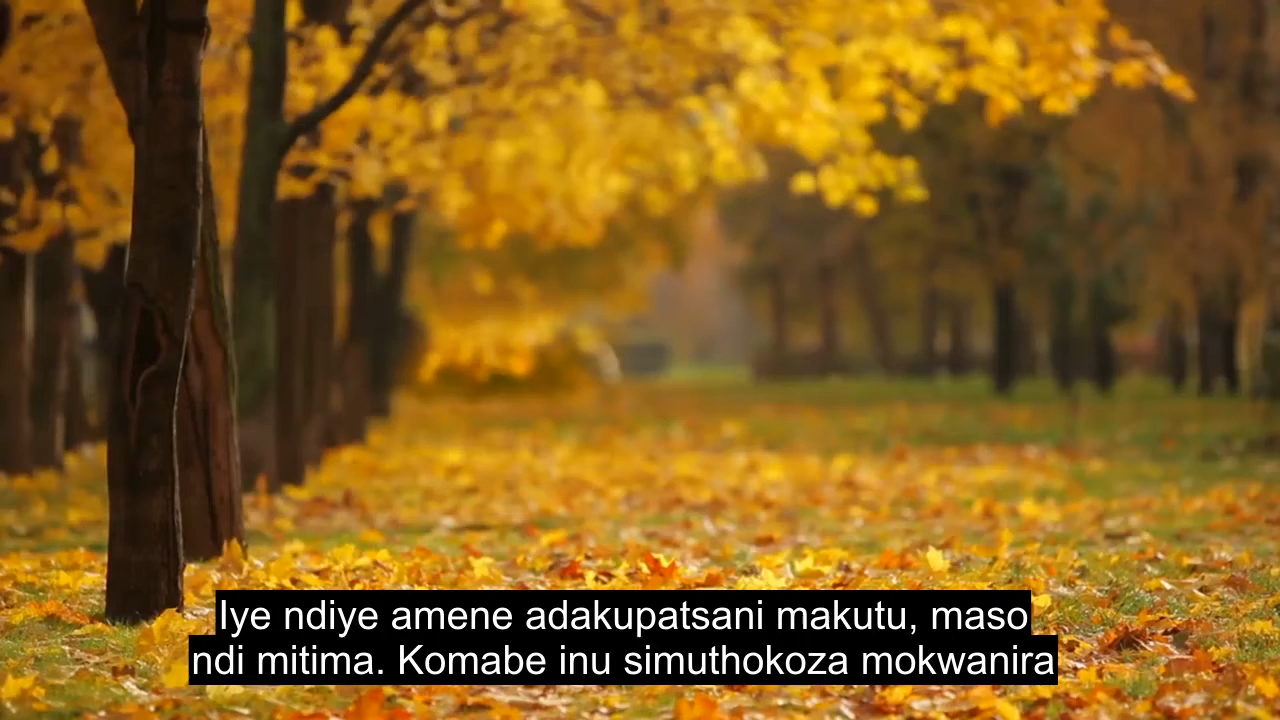 Iye ndiye amene adakupatsani makutu, maso
ndi mitima. Komabe inu simuthokoza mokwanira